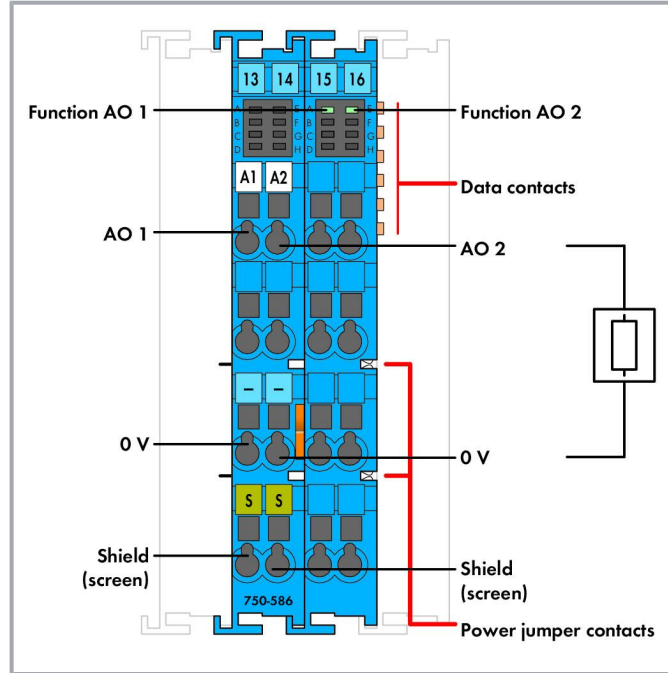 13 14 15 16
Function AO 1
A E A E
B F B F
C G C G
D H D H
Function AO 2
A1 A2
Data contacts
AO 1
AO 2
– –
0 V
0 V
S S
Shield
(screen)
Shield
(screen)
750-586
Power jumper contacts